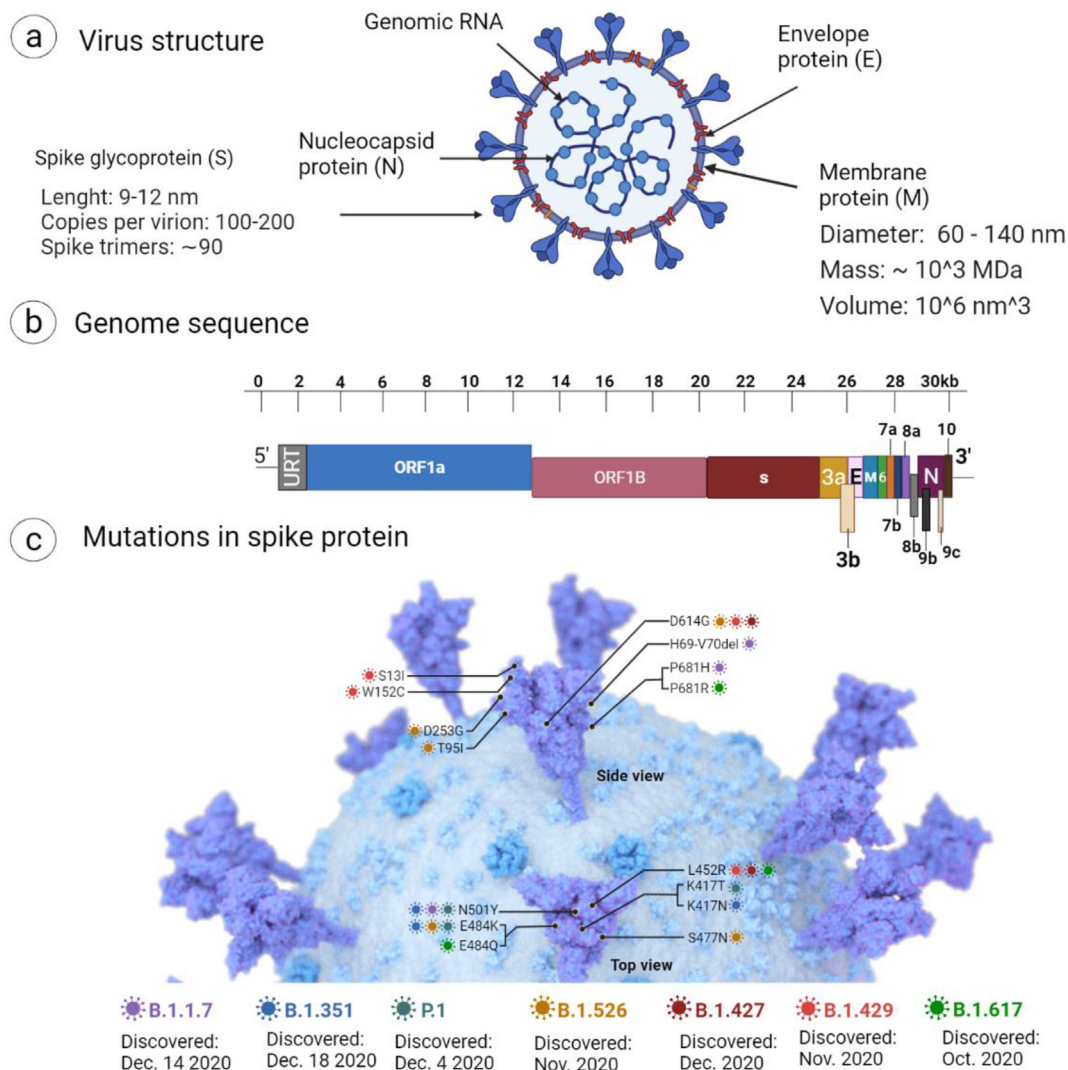 a Virus structure
Genomic RNA
Envelope
protein (E)
Nucleocapsid
protein (N)
Spike glycoprotein (S)
Lenght: 9-12 nm
Copies per virion: 100-200
Spike trimers: ~90
Membrane
protein (M)
Diameter: 60 - 140 nm
Mass: ~ 10^3 MDa
Volume: 10^6 nm^3
b Genome sequence
0 2 4 6 8 10 12 14 16 18 20 22 24 26 28 30kb
7a 8a 10
5' URT ORF1a ORF1B s 3a E M 6 N 3'
7b 8b 9b 9c
3b
c Mutations in spike protein
D614G
H69-V70del
P681H
P681R
S13I
W152C
D253G
T95I
Side view
L452R
K417T
K417N
S477N
N501Y
E484K
E484Q
Top view
B.1.1.7 B.1.351 P.1 B.1.526 B.1.427 B.1.429 B.1.617
Discovered: Discovered: Discovered: Discovered: Discovered: Discovered: Discovered:
Dec. 14 2020 Dec. 18 2020 Dec. 4 2020 Nov. 2020 Dec. 2020 Nov. 2020 Oct. 2020